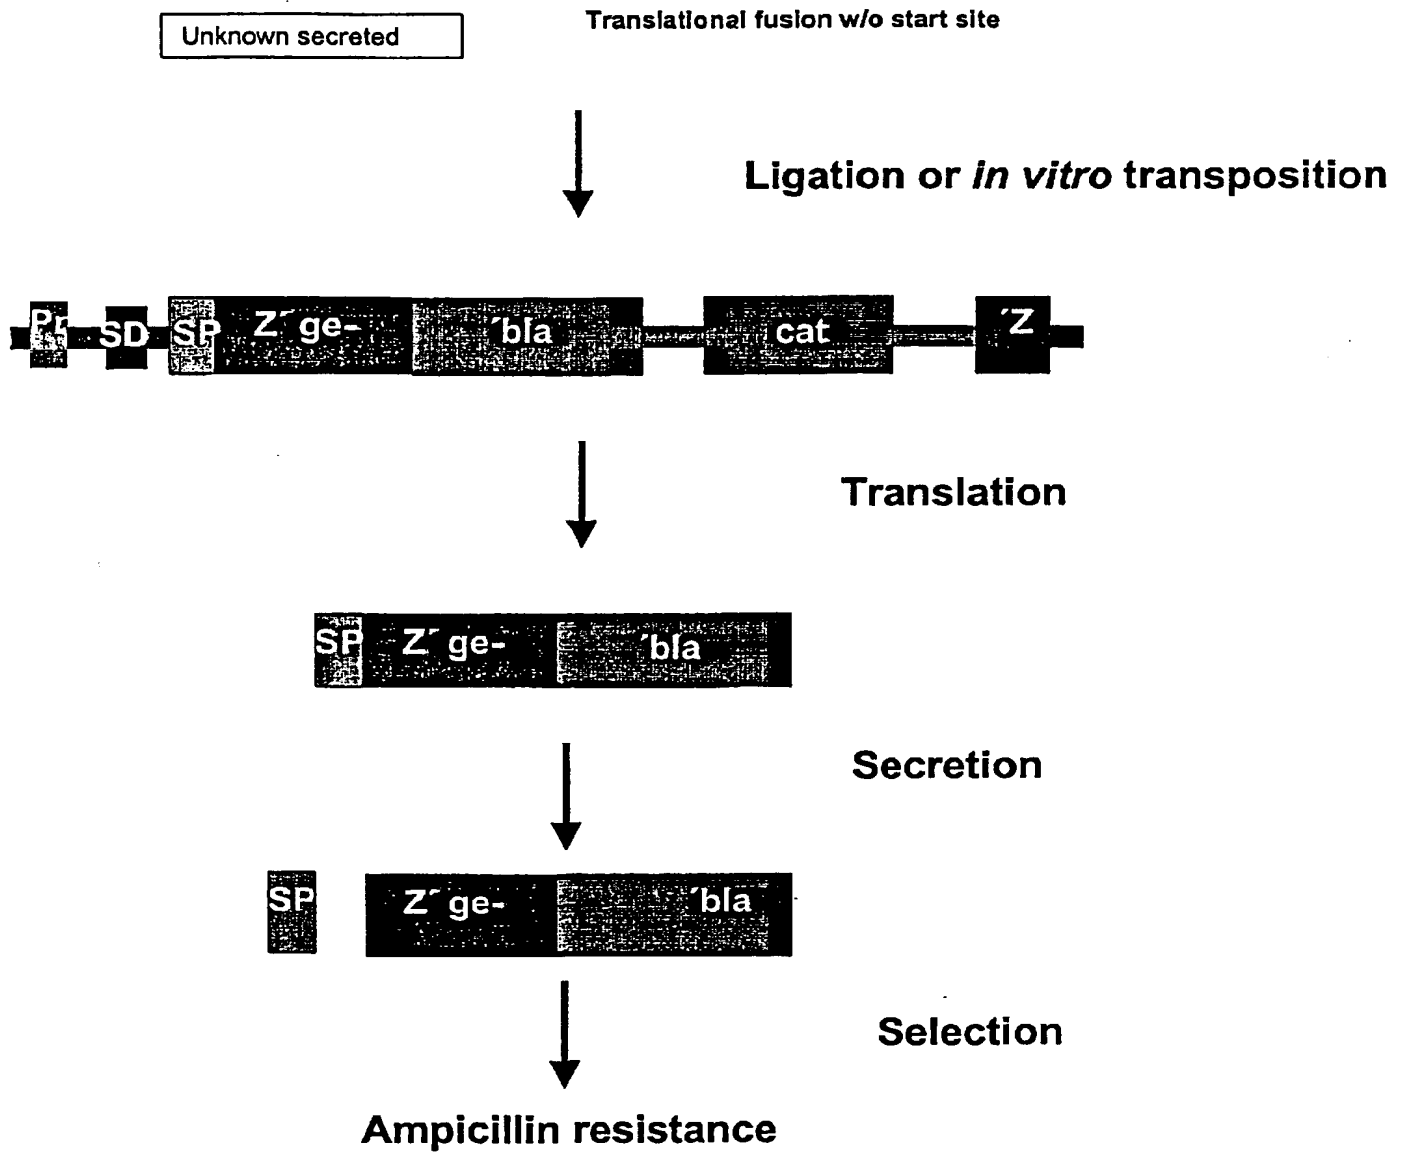 Unknown secreted
Translational fusion w/o start site
Ligation or in vitro transposition
Pr SD SP Z´ ge- ´bla cat ´Z
Translation
SP Z´ ge- ´bla
Secretion
SP Z´ ge- ´bla
Selection
Ampicillin resistance